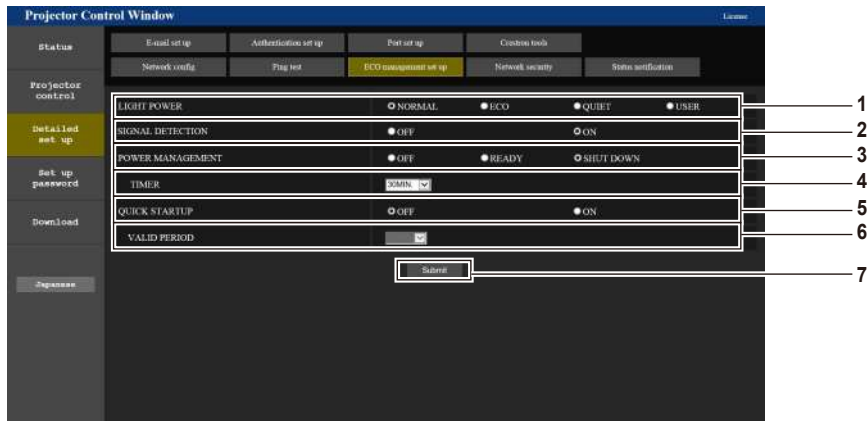 Projector Control Window
License
Status
Projector control
Detailed set up
Set up password
Download
Japanese
E-mail set up
Authentication set up
Port set up
Crestron tools
Network config
Ping test
ECO management set up
Network security
Status notification
LIGHT POWER NORMAL ECO QUIET USER 1
SIGNAL DETECTION OFF ON 2
POWER MANAGEMENT OFF READY SHUT DOWN 3
TIMER 30MIN. 4
QUICK STARTUP OFF ON 5
VALID PERIOD 6
Submit 7